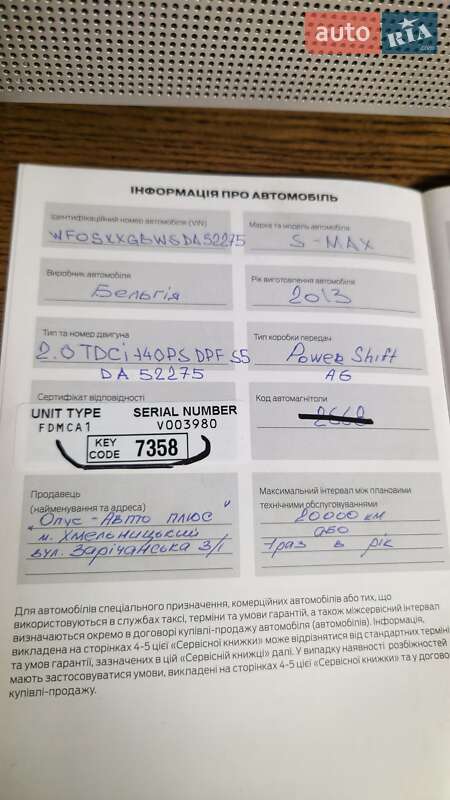 auto RIA.com
ІНФОРМАЦІЯ ПРО АВТОМОБІЛЬ
Ідентифікаційний номер автомобіля (VIN)
WF0SXXGBWSDA52275
Марка та модель автомобіля
S-MAX
Виробник автомобіля
Бельгія
Рік виготовлення автомобіля
2013
Тип та номер двигуна
2.0 TDCi 140PS DPF S5
DA 52275
Тип коробки передач
Power Shift
A6
Сертифікат відповідності
UNIT TYPE SERIAL NUMBER
FDMCA1 V003980
KEY CODE 7358
Код автомагнітоли
Продавець
(найменування та адреса)
"Опус-Авто плюс"
м. Хмельницький
вул. Зарічанська 3/1
Максимальний інтервал між плановими
технічними обслуговуваннями
20000 км
або
1 раз в рік
Для автомобілів спеціального призначення, комерційних автомобілів або тих, що
використовуються в службах таксі, терміни та умови гарантій, а також міжсервісний інтервал
визначаються окремо в договорі купівлі-продажу автомобіля (автомобілів). Інформація,
викладена на сторінках 4-5 цієї «Сервісної книжки» може відрізнятися від стандартних терміні
та умов гарантії, зазначених в цій «Сервісній книжці» далі. У випадку наявності розбіжностей
мають застосовуватися умови, викладені на сторінках 4-5 цієї «Сервісної книжки» та у догово
купівлі-продажу.